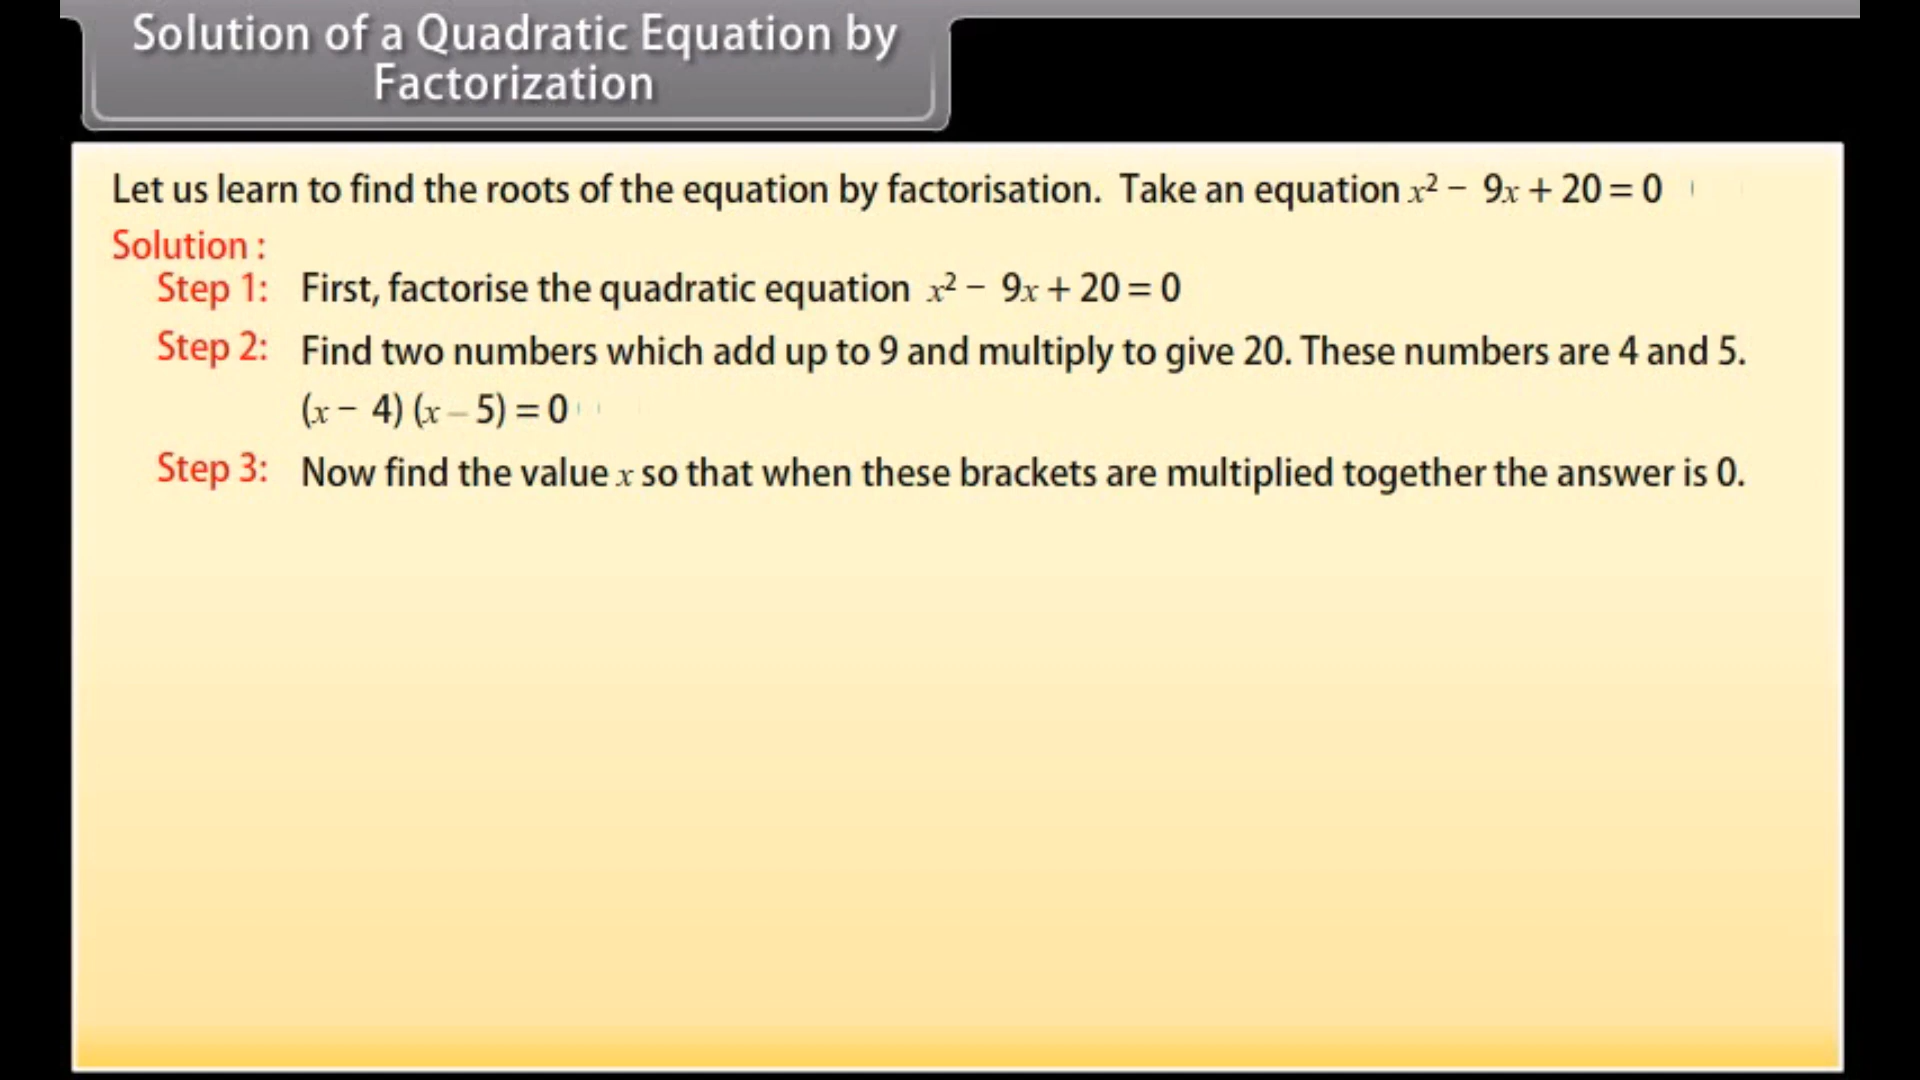 Solution of a Quadratic Equation by
Factorization
Let us learn to find the roots of the equation by factorisation. Take an equation x² − 9x + 20 = 0
Solution :
Step 1: First, factorise the quadratic equation x² − 9x + 20 = 0
Step 2: Find two numbers which add up to 9 and multiply to give 20. These numbers are 4 and 5.
(x − 4) (x − 5) = 0
Step 3: Now find the value x so that when these brackets are multiplied together the answer is 0.